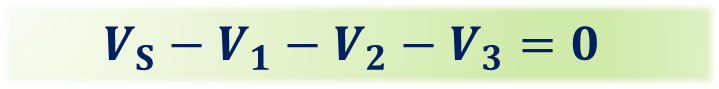 V_S − V_1 − V_2 − V_3 = 0